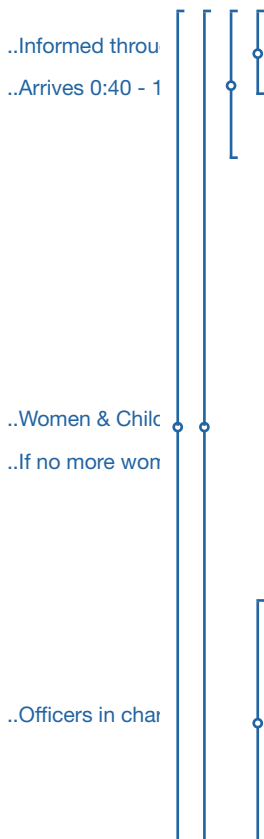 ..Informed throu
..Arrives 0:40 - 1
..Women & Chilc
..If no more won
..Officers in char